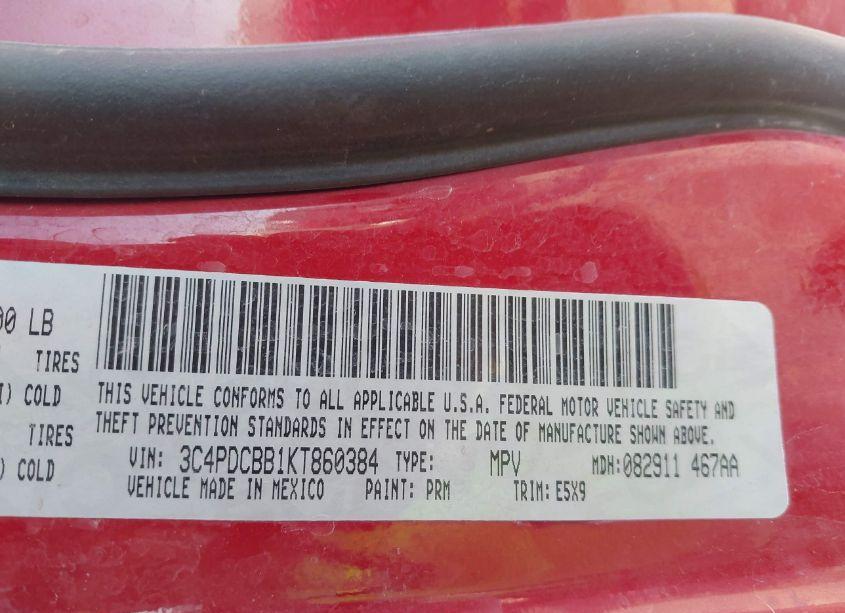 00 LB
TIRES
I) COLD
TIRES
) COLD
THIS VEHICLE CONFORMS TO ALL APPLICABLE U.S.A. FEDERAL MOTOR VEHICLE SAFETY AND
THEFT PREVENTION STANDARDS IN EFFECT ON THE DATE OF MANUFACTURE SHOWN ABOVE.
VIN: 3C4PDCBB1KT860384 TYPE: MPV MDH:082911 467AA
VEHICLE MADE IN MEXICO PAINT: PRM TRIM: E5X9